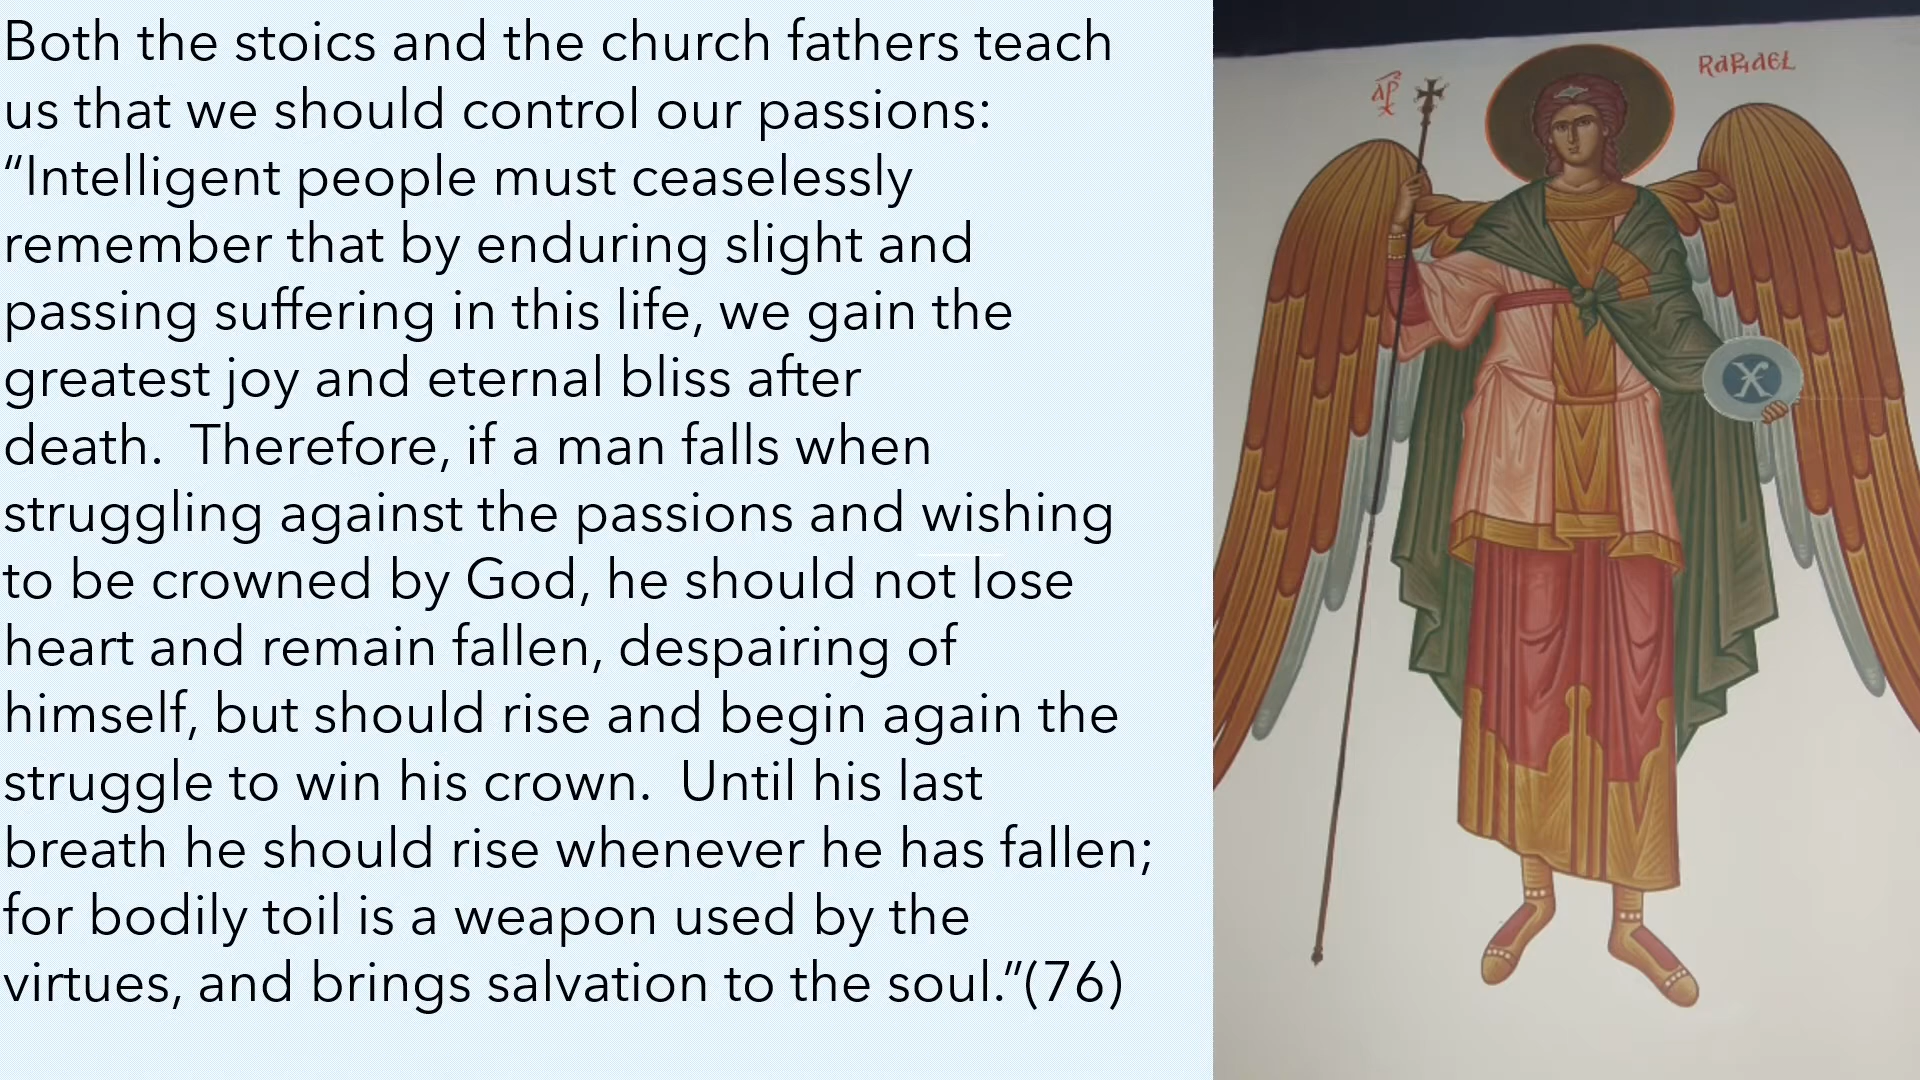 Both the stoics and the church fathers teach
us that we should control our passions:
“Intelligent people must ceaselessly
remember that by enduring slight and
passing suffering in this life, we gain the
greatest joy and eternal bliss after
death.  Therefore, if a man falls when
struggling against the passions and wishing
to be crowned by God, he should not lose
heart and remain fallen, despairing of
himself, but should rise and begin again the
struggle to win his crown.  Until his last
breath he should rise whenever he has fallen;
for bodily toil is a weapon used by the
virtues, and brings salvation to the soul.”(76)
RAPHAEL
Χ